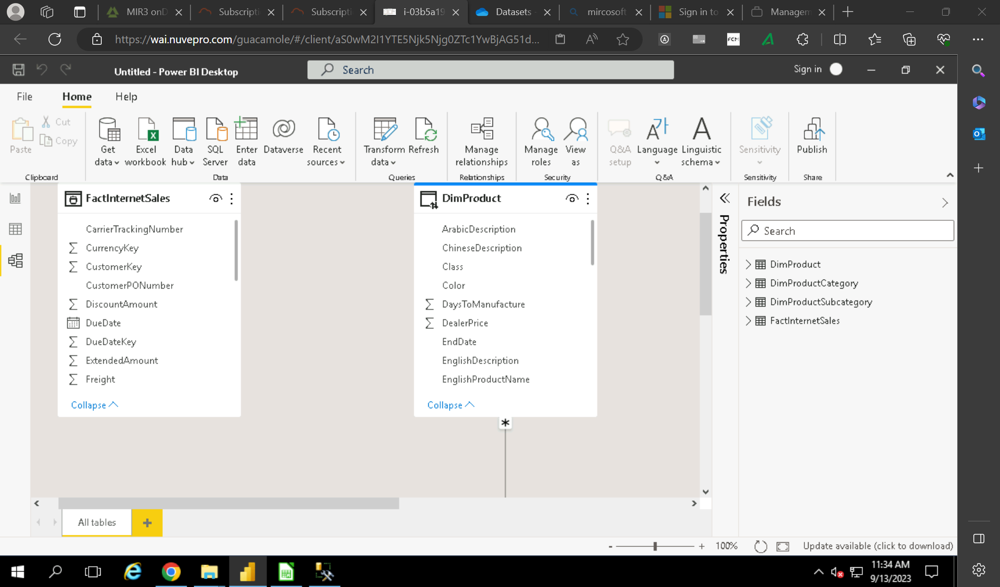 MIR3 onD
Subscripti
Subscripti
i-03b5a19
Datasets -
mircosoft
Sign in to
Managem
https://wai.nuvepro.com/guacamole/#/client/aS0wM2I1YTE5Njk5Njg0ZTc1YwBjAG51d...
FCM
Untitled - Power BI Desktop
Search
Sign in
File Home Help
Paste
Cut
Copy
Clipboard
Get data
Excel workbook
Data hub
SQL Server
Enter data
Dataverse
Recent sources
Data
Transform data
Refresh
Queries
Manage relationships
Relationships
Manage roles
View as
Security
Q&A setup
Language
Linguistic schema
Q&A
Sensitivity
Sensitivity
Publish
Share
FactInternetSales
CarrierTrackingNumber
CurrencyKey
CustomerKey
CustomerPONumber
DiscountAmount
DueDate
DueDateKey
ExtendedAmount
Freight
Collapse
DimProduct
ArabicDescription
ChineseDescription
Class
Color
DaysToManufacture
DealerPrice
EndDate
EnglishDescription
EnglishProductName
Collapse
*
Properties
Fields
Search
DimProduct
DimProductCategory
DimProductSubcategory
FactInternetSales
All tables
+
- + 100%
Update available (click to download)
11:34 AM
9/13/2023